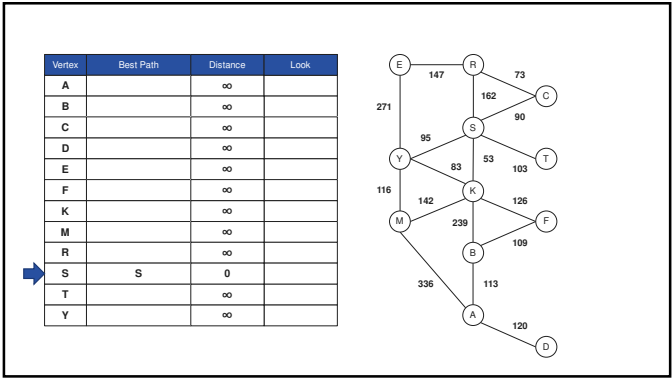 Vertex Best Path Distance Look
A ∞
B ∞
C ∞
D ∞
E ∞
F ∞
K ∞
M ∞
R ∞
S S 0
T ∞
Y ∞
E R
147 73
C
162
271 90
S
95
Y T
83 53 103
K
116 142 126
M F
239 109
B
336 113
A
120
D